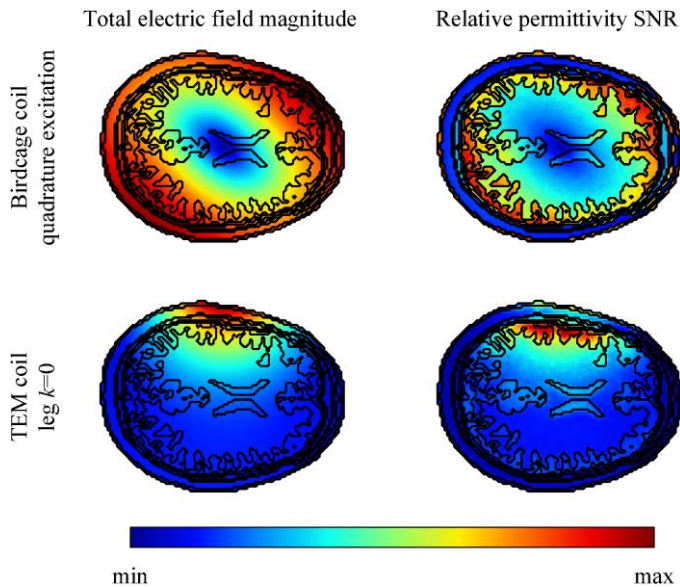 Total electric field magnitude
Relative permittivity SNR
Birdcage coil
quadrature excitation
TEM coil
leg k=0
min
max